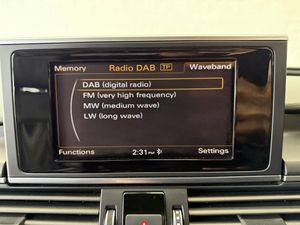 Memory Radio DAB TP Waveband
DAB (digital radio)
FM (very high frequency)
MW (medium wave)
LW (long wave)
Functions 2:31PM Settings